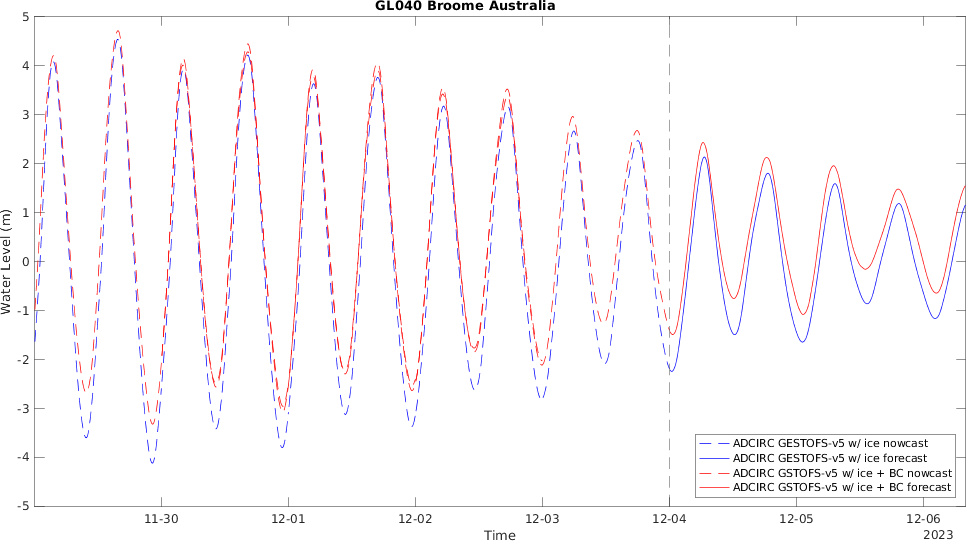 GL040 Broome Australia
5
4
3
2
1
0
-1
-2
-3
-4
-5
Water Level (m)
ADCIRC GESTOFS-v5 w/ ice nowcast
ADCIRC GESTOFS-v5 w/ ice forecast
ADCIRC GSTOFS-v5 w/ ice + BC nowcast
ADCIRC GSTOFS-v5 w/ ice + BC forecast
11-30
12-01
12-02
12-03
12-04
12-05
12-06
Time
2023